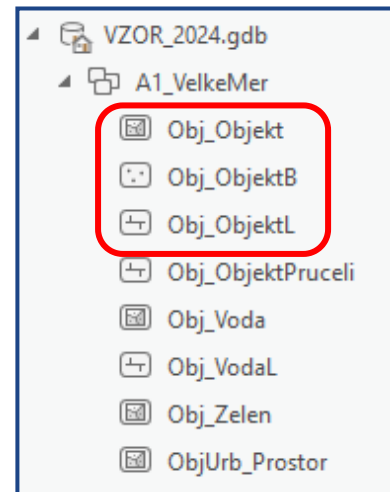 VZOR_2024.gdb
A1_VelkeMer
Obj_Objekt
Obj_ObjektB
Obj_ObjektL
Obj_ObjektPruceli
Obj_Voda
Obj_VodaL
Obj_Zelen
ObjUrb_Prostor